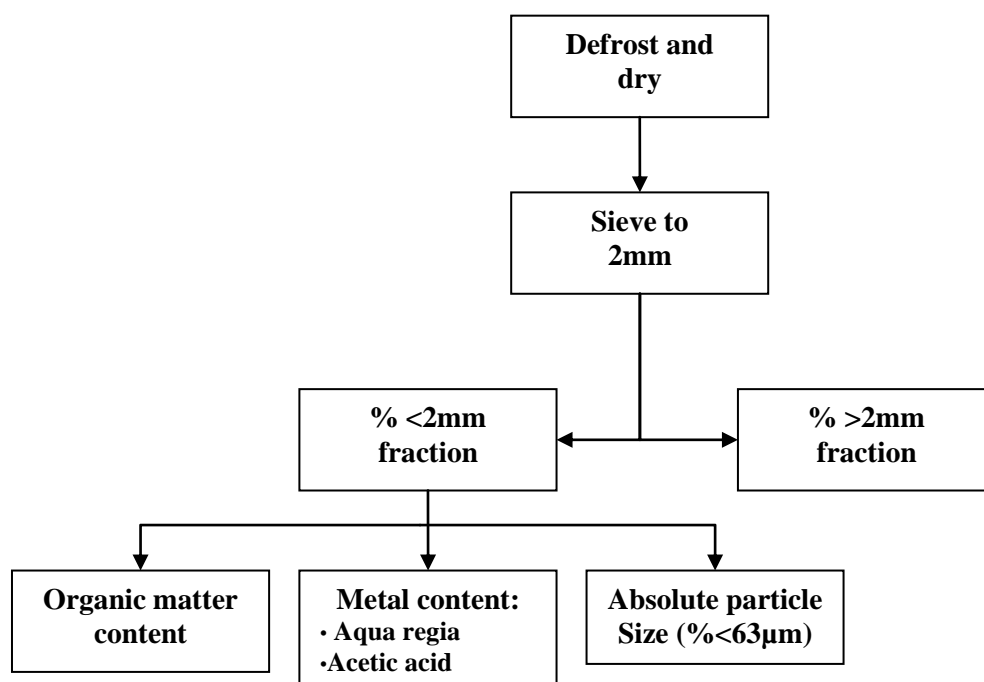 Defrost and
dry
Sieve to
2mm
% <2mm
fraction
% >2mm
fraction
Organic matter
content
Metal content:
· Aqua regia
·Acetic acid
Absolute particle
Size (%<63µm)